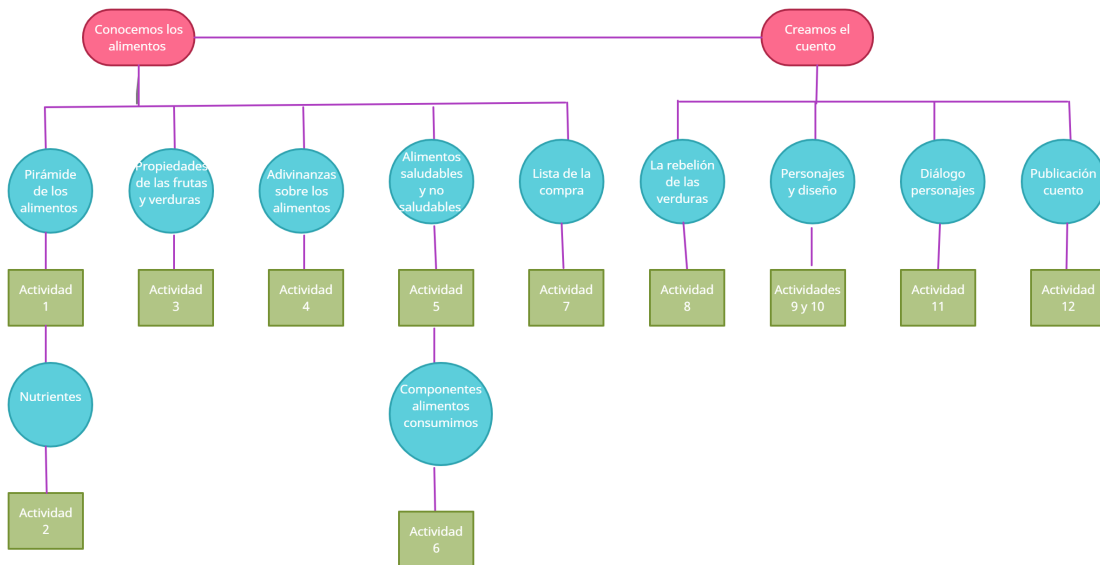 Conocemos los
alimentos
Creamos el
cuento
Pirámide
de los
alimentos
Propiedades
de las frutas
y verduras
Adivinanzas
sobre los
alimentos
Alimentos
saludables
y no
saludables
Lista de la
compra
La rebelión
de las
verduras
Personajes
y diseño
Diálogo
personajes
Publicación
cuento
Actividad
1
Actividad
3
Actividad
4
Actividad
5
Actividad
7
Actividad
8
Actividades
9 y 10
Actividad
11
Actividad
12
Nutrientes
Componentes
alimentos
consumimos
Actividad
2
Actividad
6